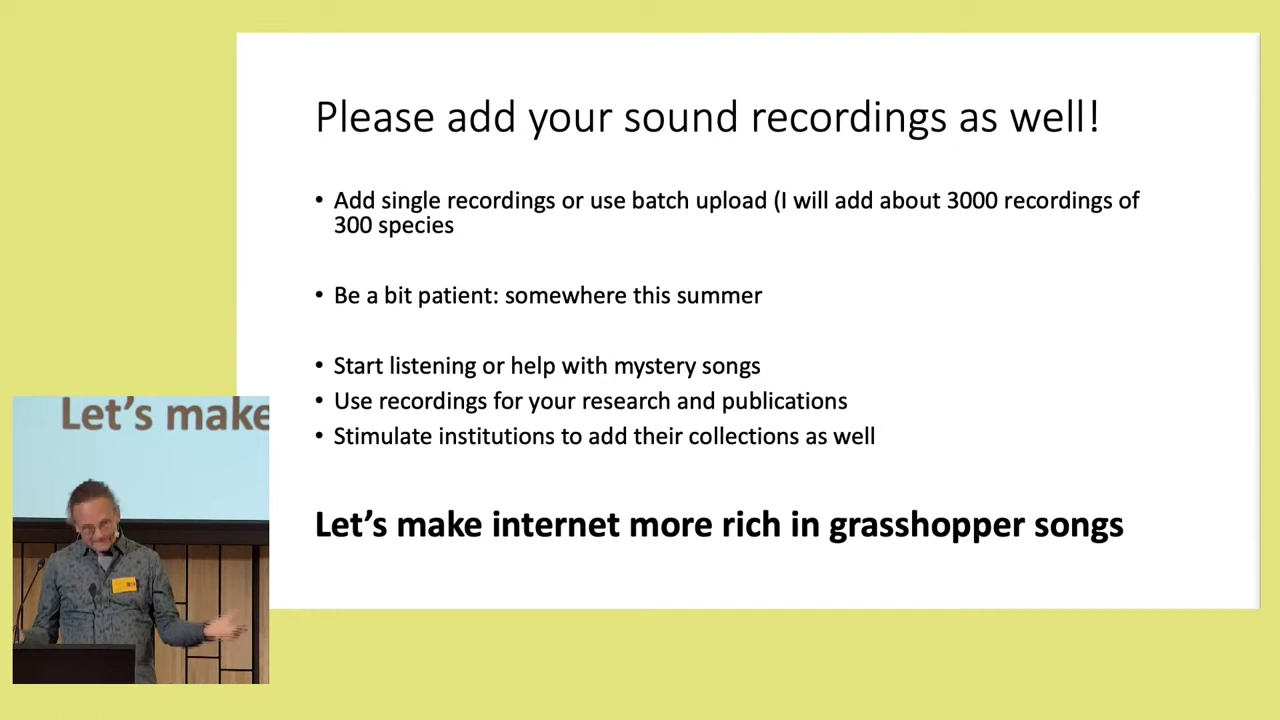 Please add your sound recordings as well!
• Add single recordings or use batch upload (I will add about 3000 recordings of
300 species
• Be a bit patient: somewhere this summer
• Start listening or help with mystery songs
• Use recordings for your research and publications
• Stimulate institutions to add their collections as well
Let's make internet more rich in grasshopper songs
Let's make